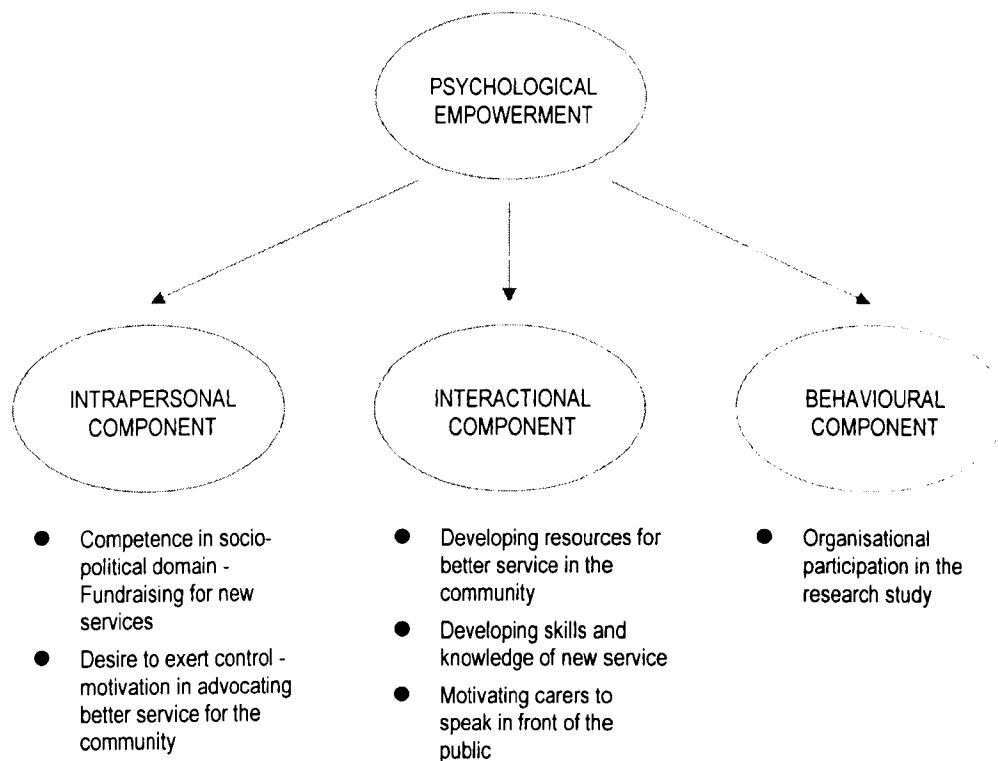 PSYCHOLOGICAL
EMPOWERMENT
INTRAPERSONAL
COMPONENT
INTERACTIONAL
COMPONENT
BEHAVIOURAL
COMPONENT
● Competence in socio-
political domain -
Fundraising for new
services
● Desire to exert control -
motivation in advocating
better service for the
community
● Developing resources for
better service in the
community
● Developing skills and
knowledge of new service
● Motivating carers to
speak in front of the
public
● Organisational
participation in the
research study